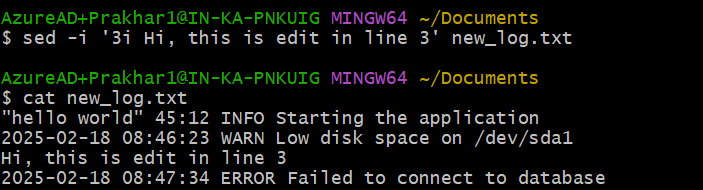 AzureAD+Prakhar1@IN-KA-PNKUIG MINGW64 ~/Documents
$ sed -i '3i Hi, this is edit in line 3' new_log.txt
AzureAD+Prakhar1@IN-KA-PNKUIG MINGW64 ~/Documents
$ cat new_log.txt
"hello world" 45:12 INFO Starting the application
2025-02-18 08:46:23 WARN Low disk space on /dev/sda1
Hi, this is edit in line 3
2025-02-18 08:47:34 ERROR Failed to connect to database